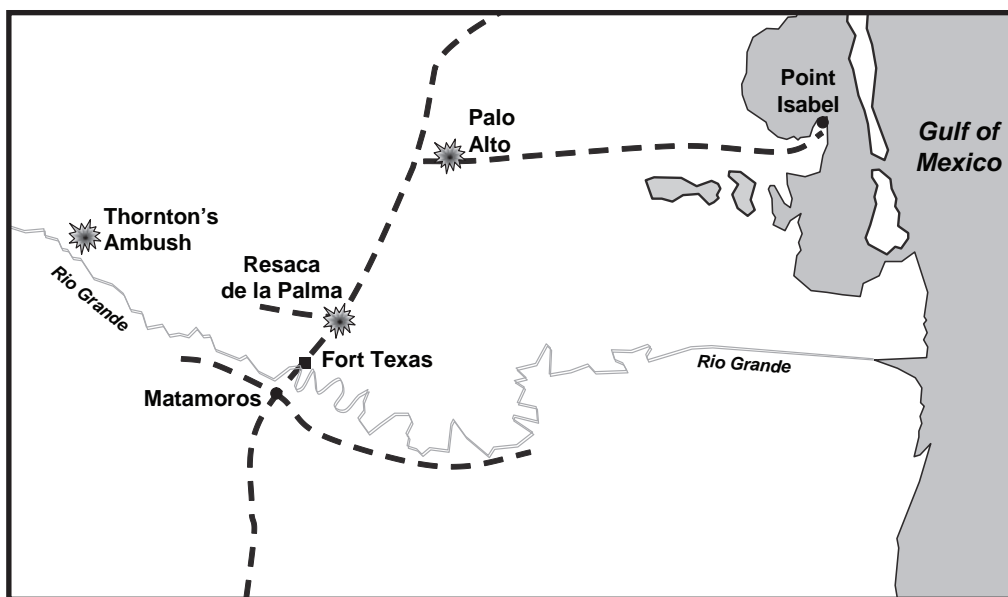 Point
Isabel
Palo
Alto
Gulf of
Mexico
Thornton’s
Ambush
Resaca
de la Palma
Rio Grande
Fort Texas
Rio Grande
Matamoros